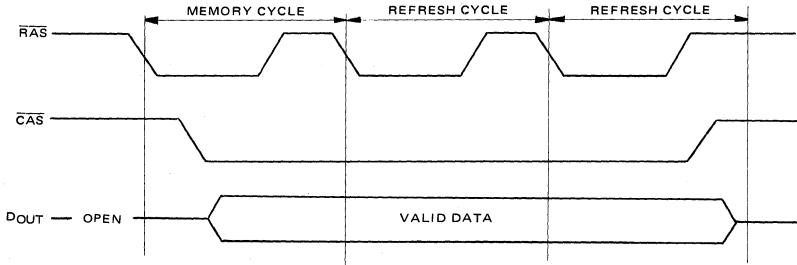 MEMORY CYCLE REFRESH CYCLE REFRESH CYCLE
RAS
CAS
DOUT OPEN VALID DATA